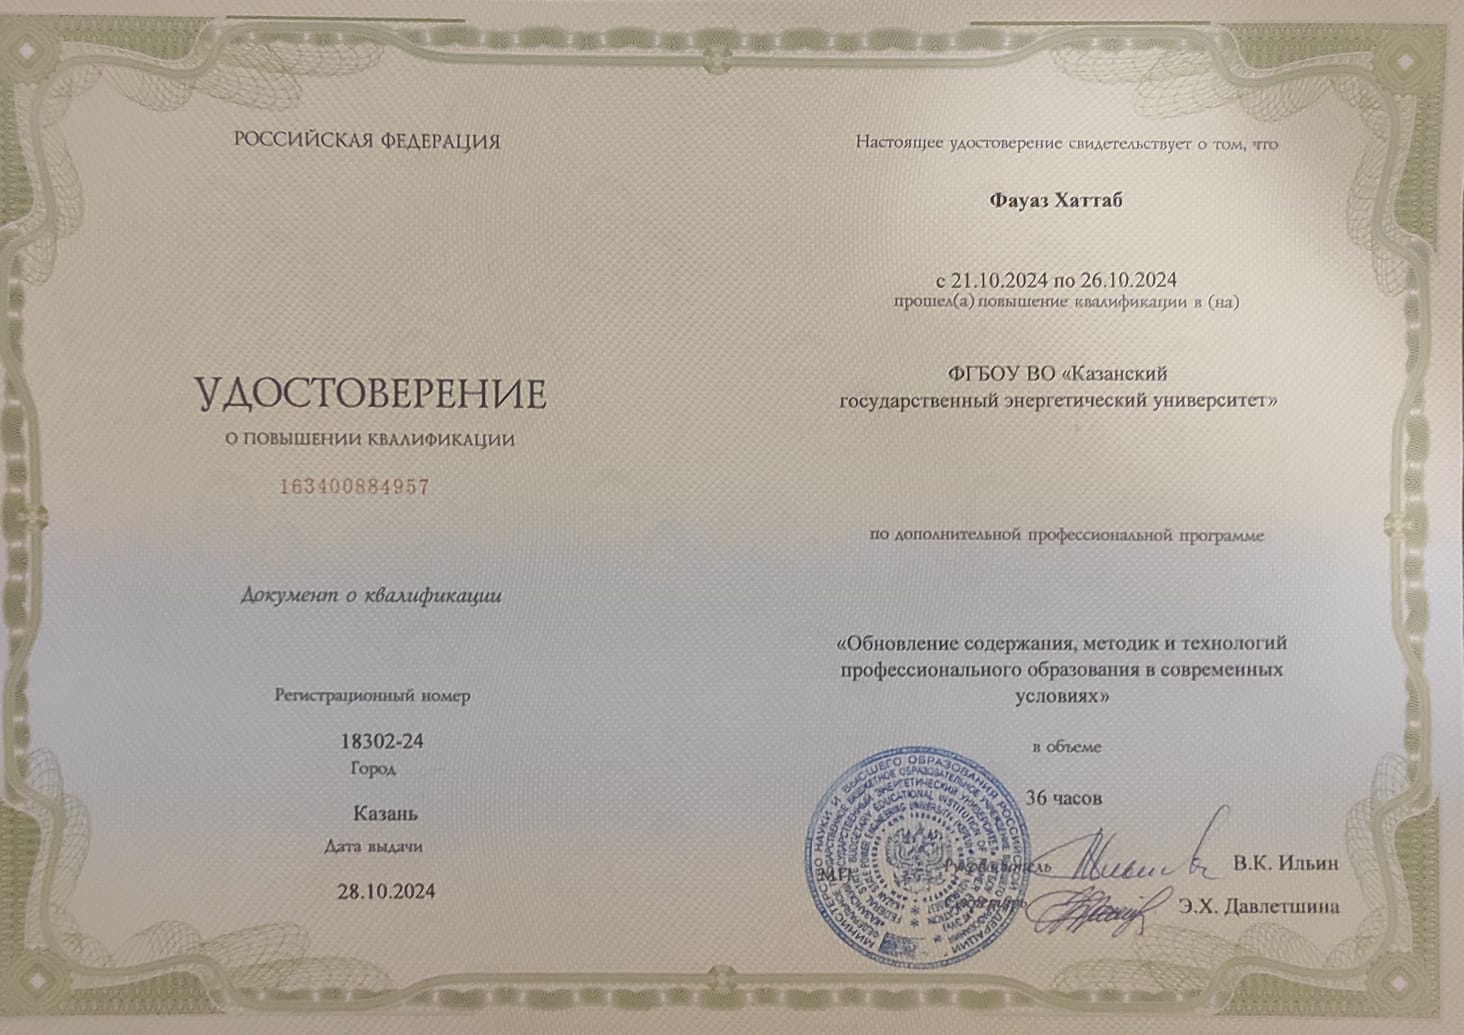 РОССИЙСКАЯ ФЕДЕРАЦИЯ
УДОСТОВЕРЕНИЕ
О ПОВЫШЕНИИ КВАЛИФИКАЦИИ
163400884957
Документ о квалификации
Регистрационный номер
18302-24
Город
Казань
Дата выдачи
28.10.2024
Настоящее удостоверение свидетельствует о том, что
Фауаз Хаттаб
с 21.10.2024 по 26.10.2024
прошел(а) повышение квалификации в (на)
ФГБОУ ВО «Казанский
государственный энергетический университет»
по дополнительной профессиональной программе
«Обновление содержания, методик и технологий
профессионального образования в современных
условиях»
в объеме
36 часов
М.П.
Руководитель В.К. Ильин
Секретарь Э.Х. Давлетшина